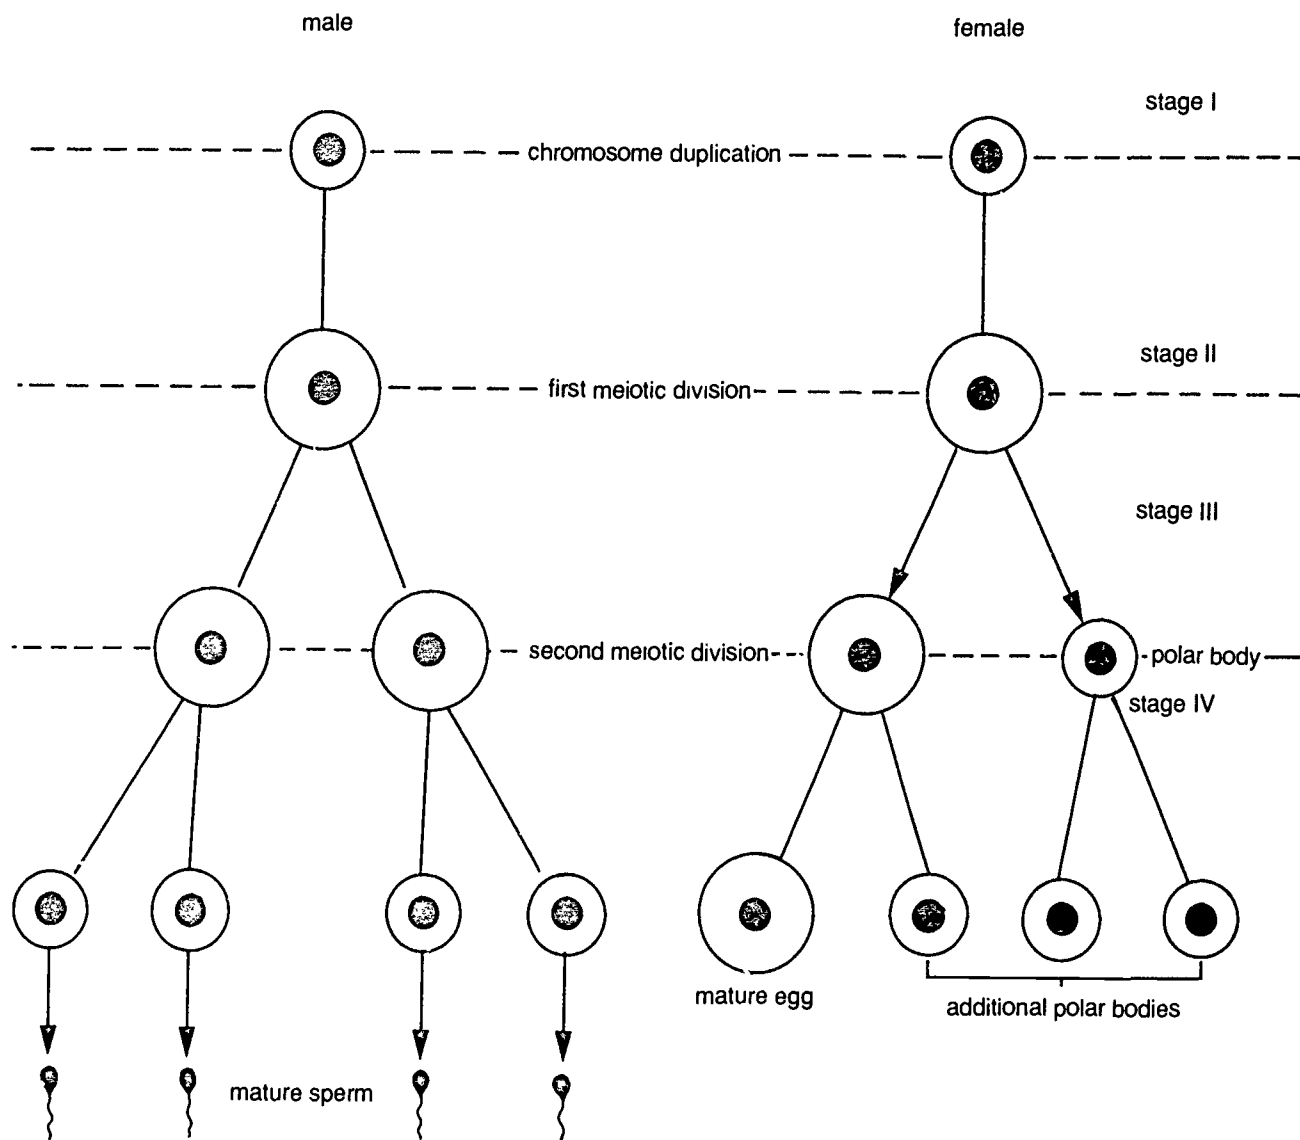 male
female
stage I
chromosome duplication
stage II
first meiotic division
stage III
second meiotic division
polar body
stage IV
mature egg
additional polar bodies
mature sperm